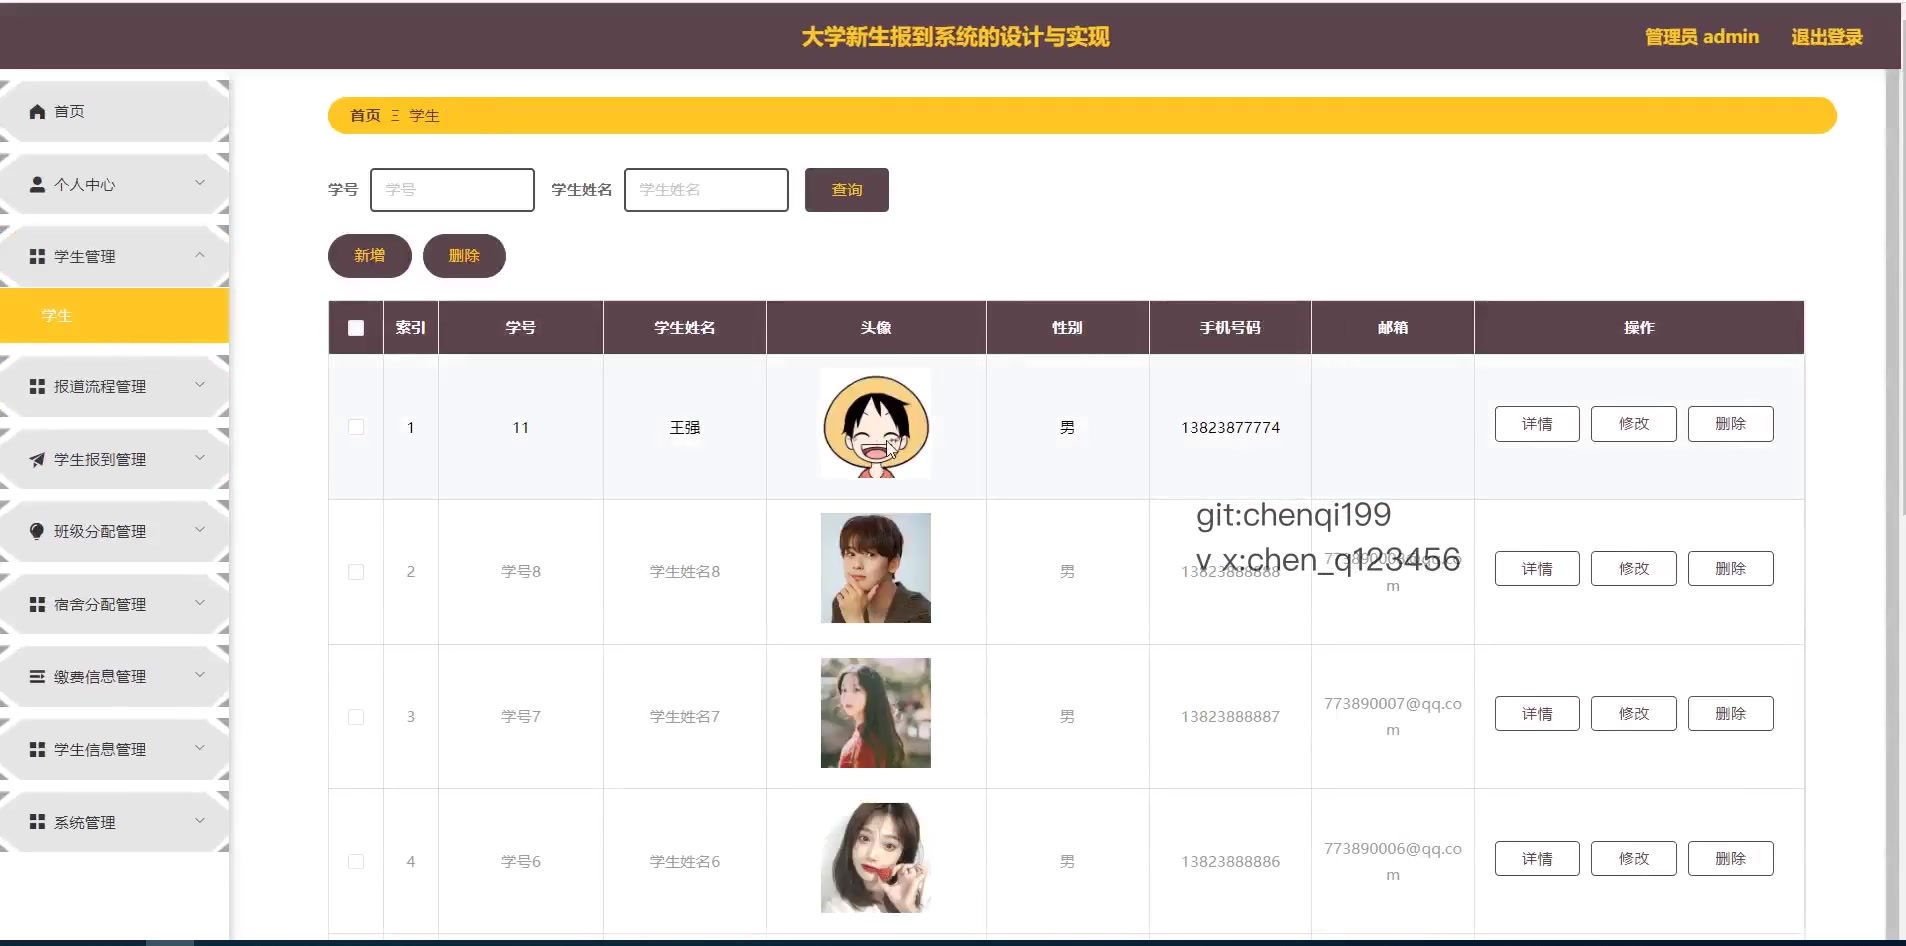 大学新生报到系统的设计与实现
管理员 admin
退出登录
首页
个人中心
学生管理
学生
报道流程管理
学生报到管理
班级分配管理
宿舍分配管理
缴费信息管理
学生信息管理
系统管理
首页 Ξ 学生
学号 学号 学生姓名 学生姓名 查询
新增 删除
索引 学号 学生姓名 头像 性别 手机号码 邮箱 操作
1 11 王强 男 13823877774 详情 修改 删除
git:chenqi199
v x:chen_q123456
2 学号8 学生姓名8 男 13823888888 773890008@qq.co
m
详情 修改 删除
3 学号7 学生姓名7 男 13823888887 773890007@qq.co
m
详情 修改 删除
4 学号6 学生姓名6 男 13823888886 773890006@qq.co
m
详情 修改 删除